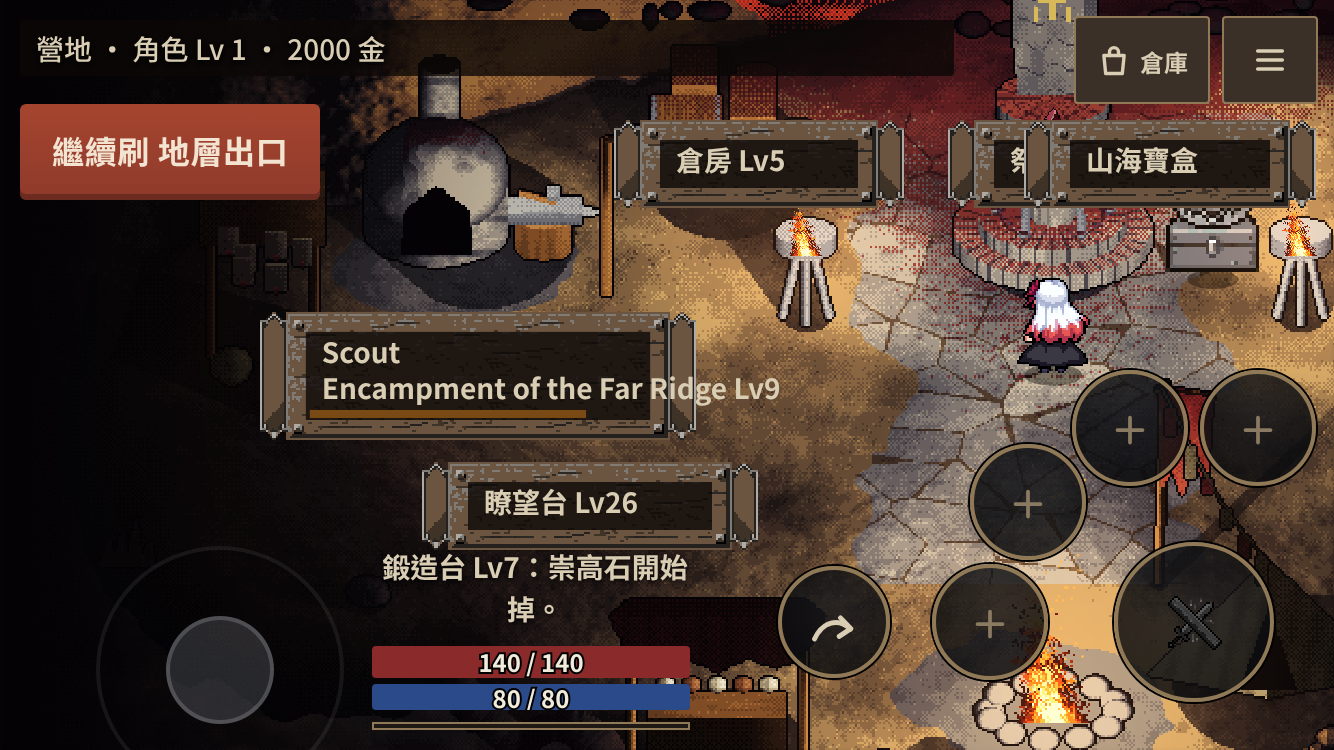 營地 • 角色 Lv 1 • 2000 金
倉庫
繼續刷 地層出口
倉房 Lv5
山海寶盒
Scout
Encampment of the Far Ridge Lv9
瞭望台 Lv26
鍛造台 Lv7：崇高石開始
掉。
140 / 140
80 / 80